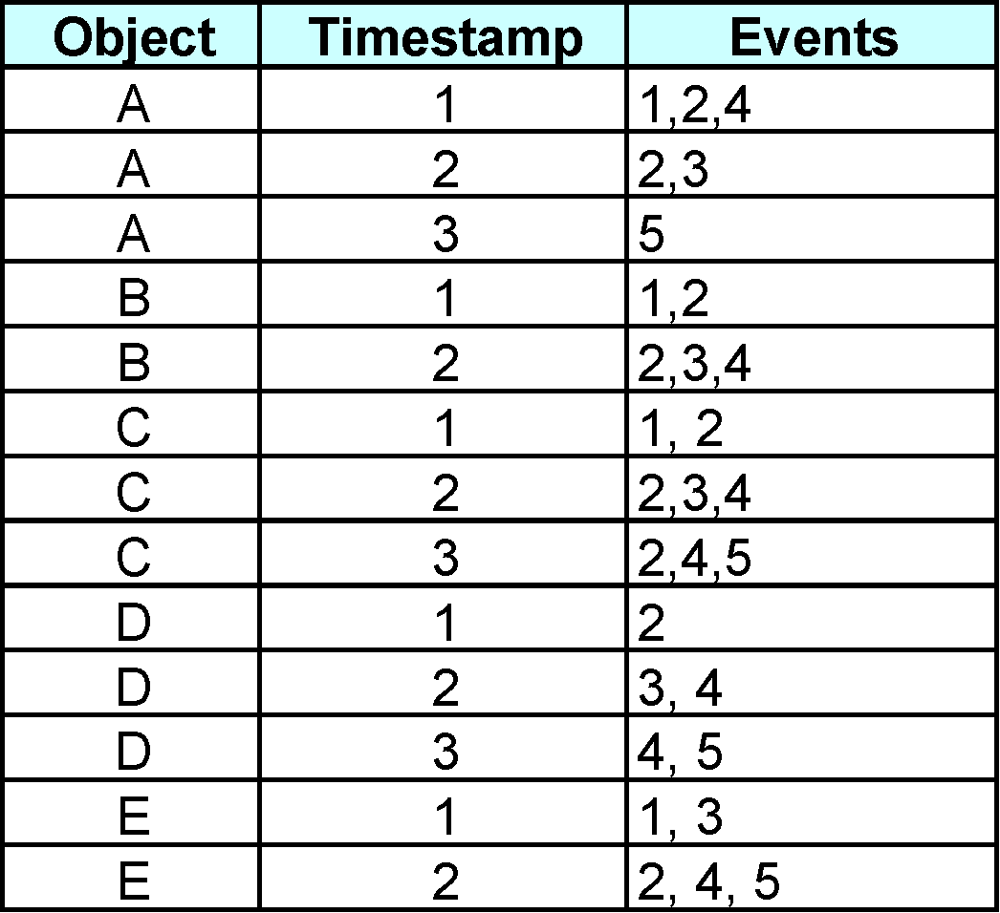 Object Timestamp Events
A 1 1,2,4
A 2 2,3
A 3 5
B 1 1,2
B 2 2,3,4
C 1 1, 2
C 2 2,3,4
C 3 2,4,5
D 1 2
D 2 3, 4
D 3 4, 5
E 1 1, 3
E 2 2, 4, 5